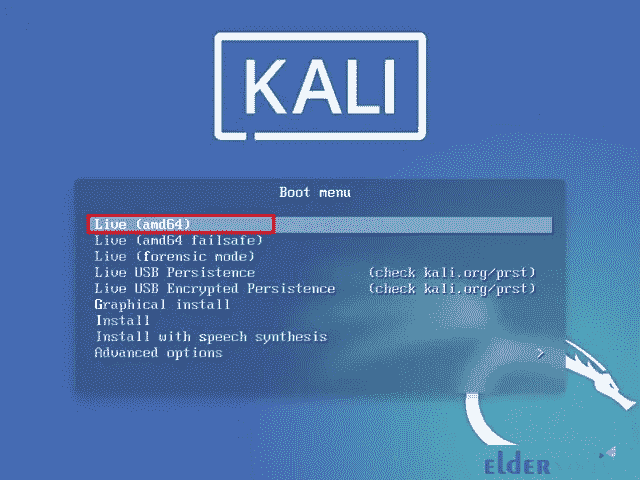 KALI
Boot menu
Live (amd64)
Live (amd64 failsafe)
Live (forensic mode)
Live USB Persistence (check kali.org/prst)
Live USB Encrypted Persistence (check kali.org/prst)
Graphical install
Install
Install with speech synthesis
Advanced options >
elder